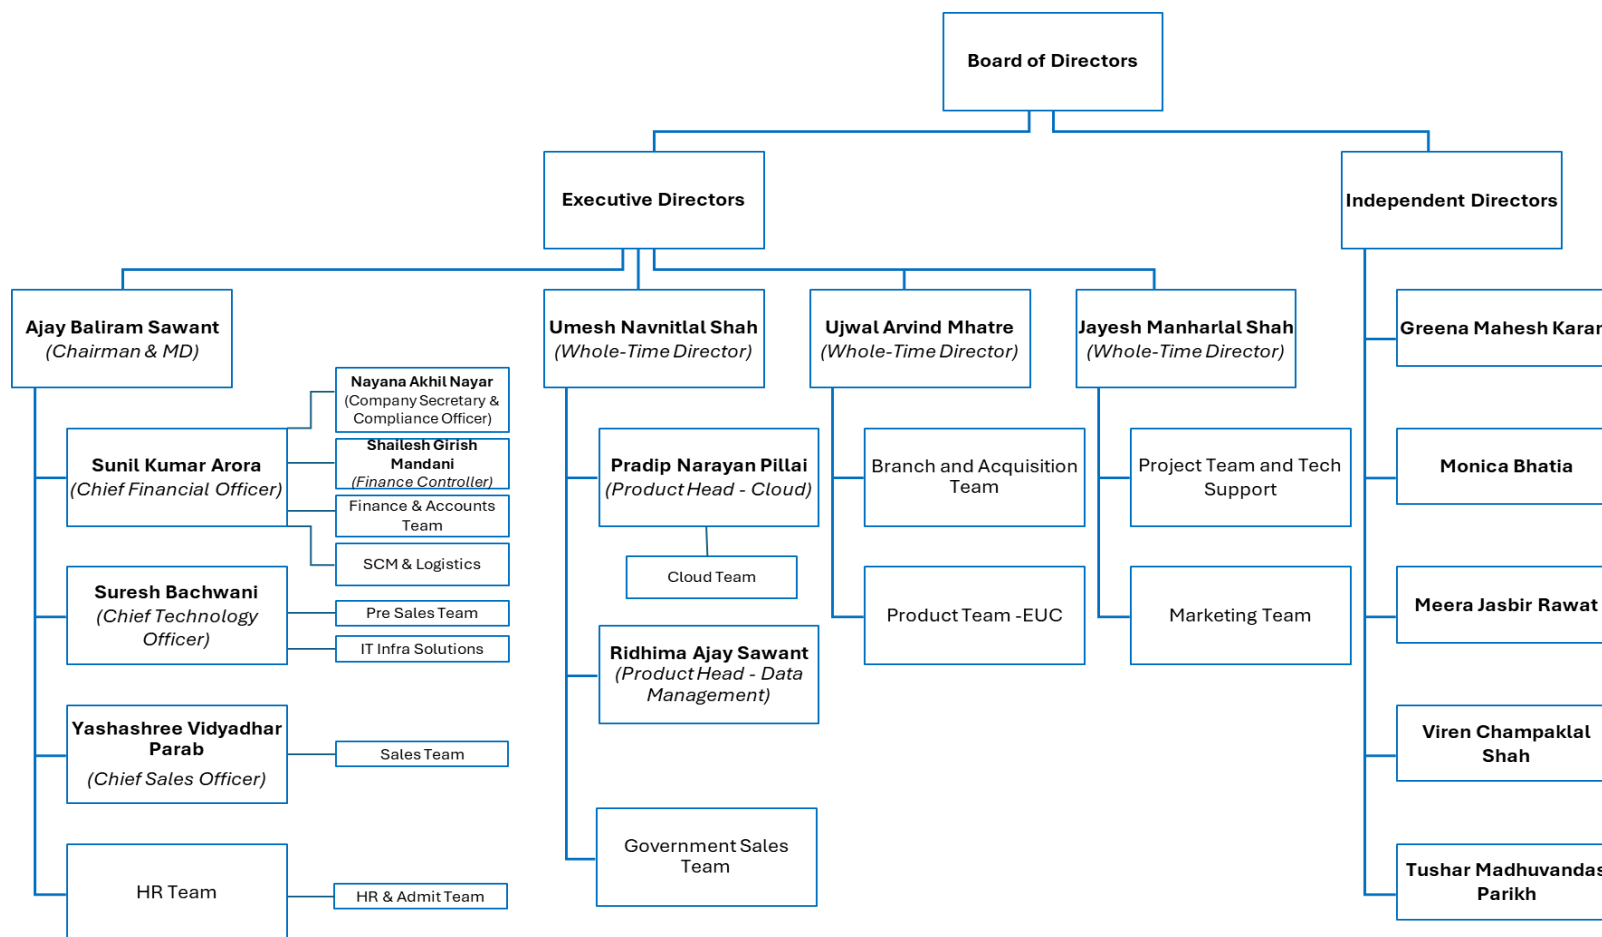 Board of Directors
Executive Directors
Independent Directors
Ajay Baliram Sawant
(Chairman & MD)
Umesh Navnitlal Shah
(Whole-Time Director)
Ujwal Arvind Mhatre
(Whole-Time Director)
Jayesh Manharlal Shah
(Whole-Time Director)
Greena Mahesh Karan
Nayana Akhil Nayar
(Company Secretary &
Compliance Officer)
Sunil Kumar Arora
(Chief Financial Officer)
Shailesh Girish
Mandani
(Finance Controller)
Finance & Accounts
Team
SCM & Logistics
Pradip Narayan Pillai
(Product Head - Cloud)
Cloud Team
Branch and Acquisition
Team
Project Team and Tech
Support
Monica Bhatia
Suresh Bachwani
(Chief Technology
Officer)
Pre Sales Team
IT Infra Solutions
Ridhima Ajay Sawant
(Product Head - Data
Management)
Product Team -EUC
Marketing Team
Meera Jasbir Rawat
Yashashree Vidyadhar
Parab
(Chief Sales Officer)
Sales Team
Government Sales
Team
Viren Champaklal
Shah
HR Team
HR & Admit Team
Tushar Madhuvandas
Parikh